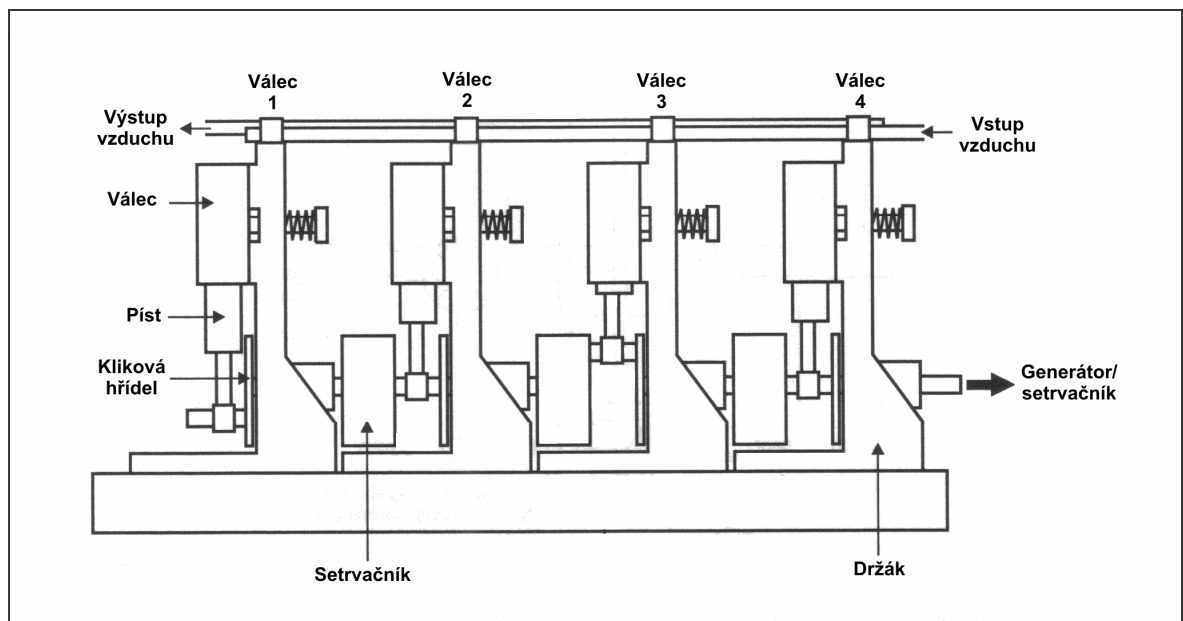 Válec
1
Válec
2
Válec
3
Válec
4
Výstup
vzduchu
Vstup
vzduchu
Válec
Píst
Kliková
hřídel
Generátor/
setrvačník
Setrvačník
Držák